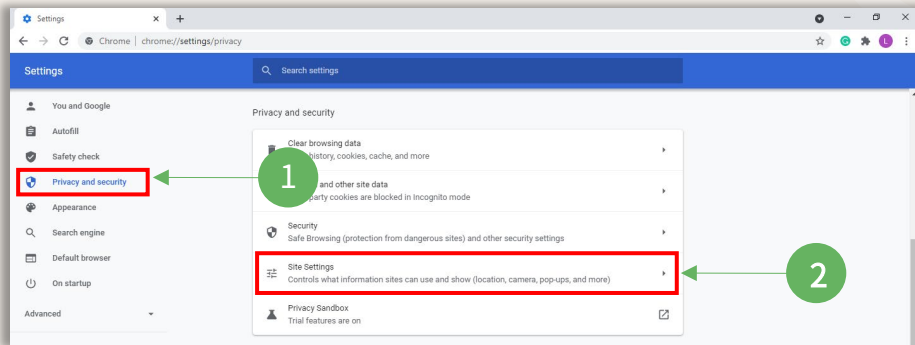 Settings
Chrome | chrome://settings/privacy
L
Settings
Search settings
You and Google
Autofill
Safety check
Privacy and security
Appearance
Search engine
Default browser
On startup
Advanced
Privacy and security
Clear browsing data
history, cookies, cache, and more
and other site data
party cookies are blocked in Incognito mode
Security
Safe Browsing (protection from dangerous sites) and other security settings
Site Settings
Controls what information sites can use and show (location, camera, pop-ups, and more)
Privacy Sandbox
Trial features are on
1
2